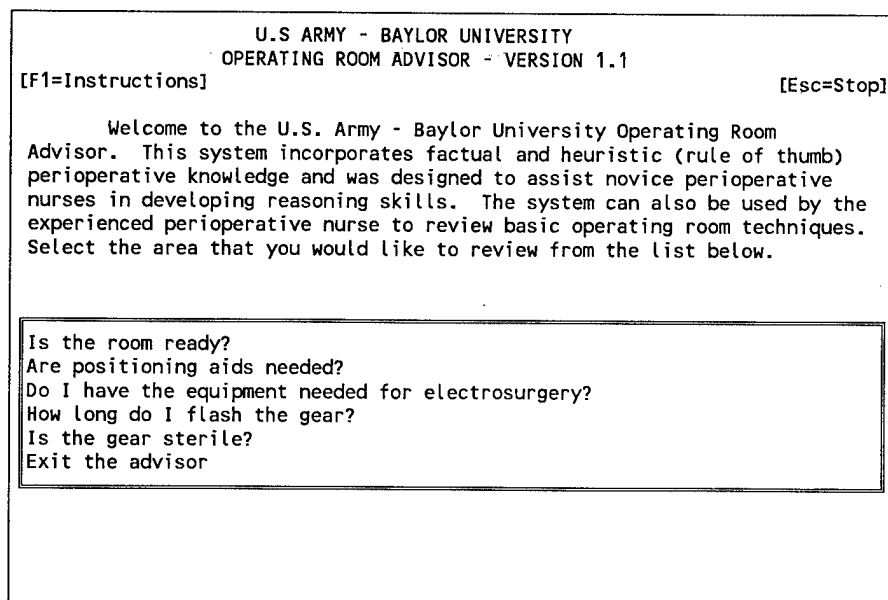 U.S ARMY - BAYLOR UNIVERSITY
OPERATING ROOM ADVISOR - VERSION 1.1
[F1=Instructions] [Esc=Stop]
Welcome to the U.S. Army - Baylor University Operating Room
Advisor. This system incorporates factual and heuristic (rule of thumb)
perioperative knowledge and was designed to assist novice perioperative
nurses in developing reasoning skills. The system can also be used by the
experienced perioperative nurse to review basic operating room techniques.
Select the area that you would like to review from the list below.
Is the room ready?
Are positioning aids needed?
Do I have the equipment needed for electrosurgery?
How long do I flash the gear?
Is the gear sterile?
Exit the advisor